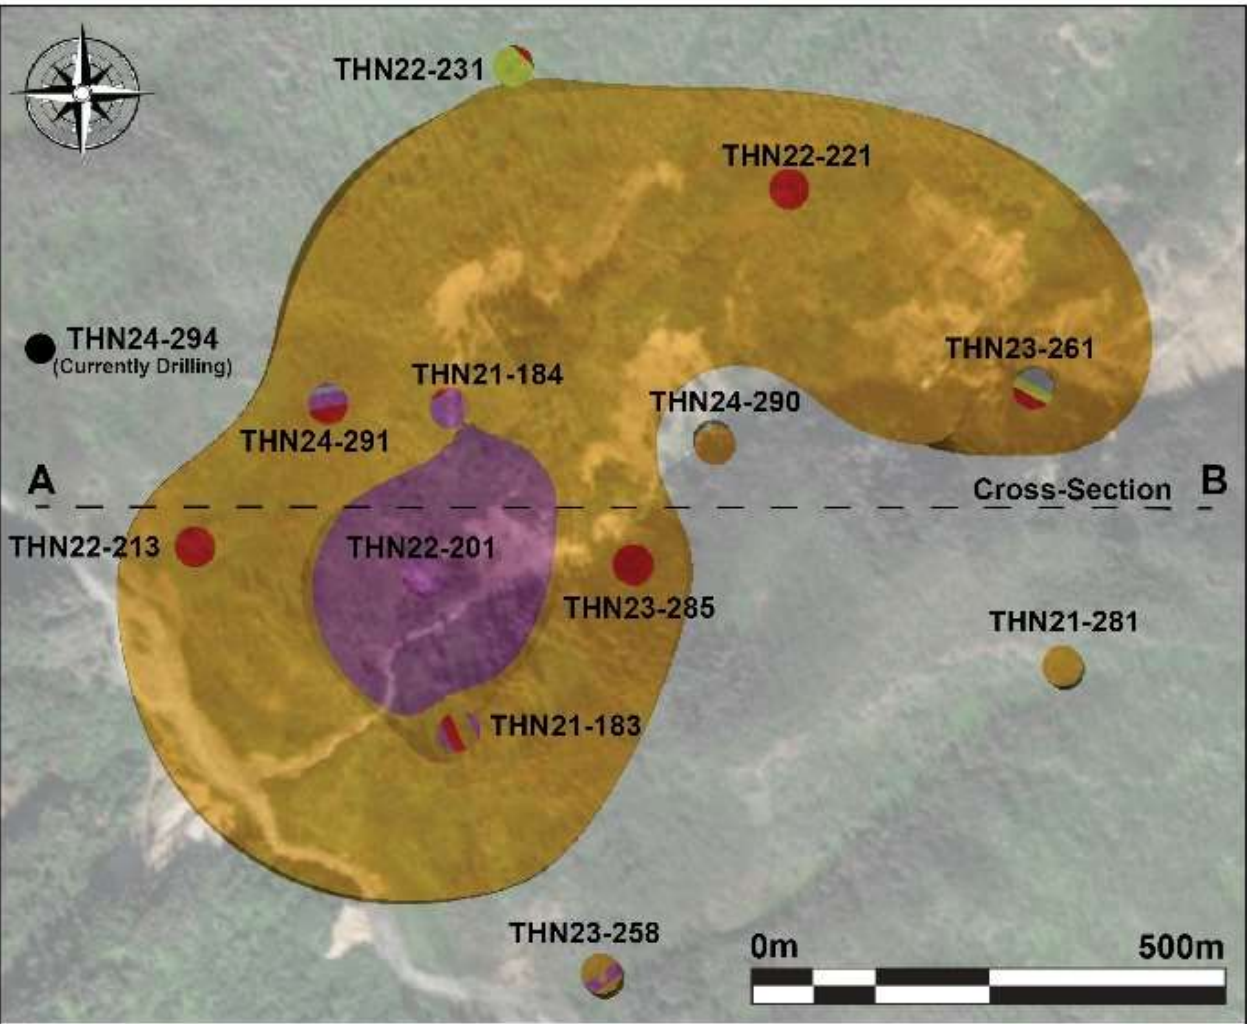 THN22-231
THN22-221
THN24-294
(Currently Drilling)
THN23-261
THN21-184
THN24-290
THN24-291
A
Cross-Section
B
THN22-213
THN22-201
THN23-285
THN21-281
THN21-183
THN23-258
0m
500m